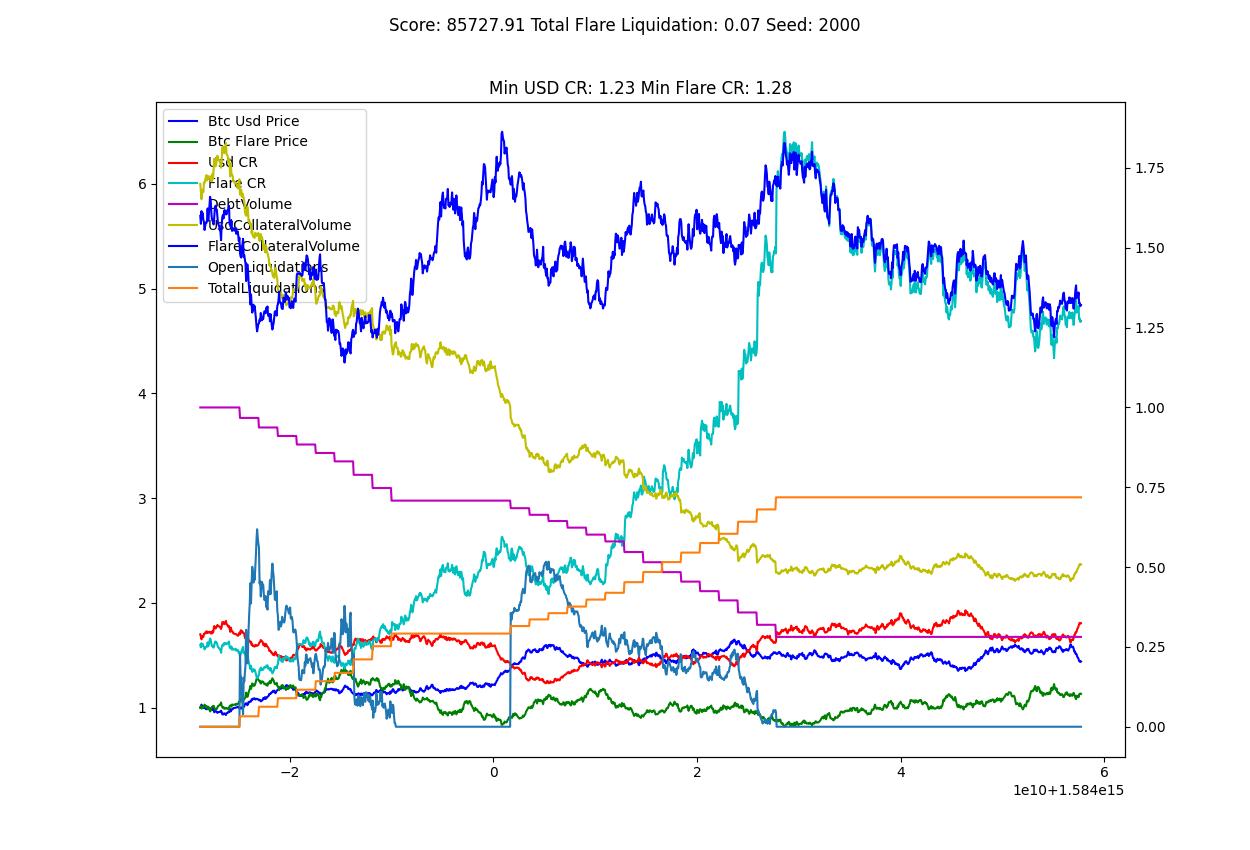 Score: 85727.91 Total Flare Liquidation: 0.07 Seed: 2000
Min USD CR: 1.23 Min Flare CR: 1.28
Btc Usd Price
Btc Flare Price
Usd CR
Flare CR
DebtVolume
UsdCollateralVolume
FlareCollateralVolume
OpenLiquidations
TotalLiquidations
6
5
4
3
2
1
1.75
1.50
1.25
1.00
0.75
0.50
0.25
0.00
−2
0
2
4
6
1e10+1.584e15